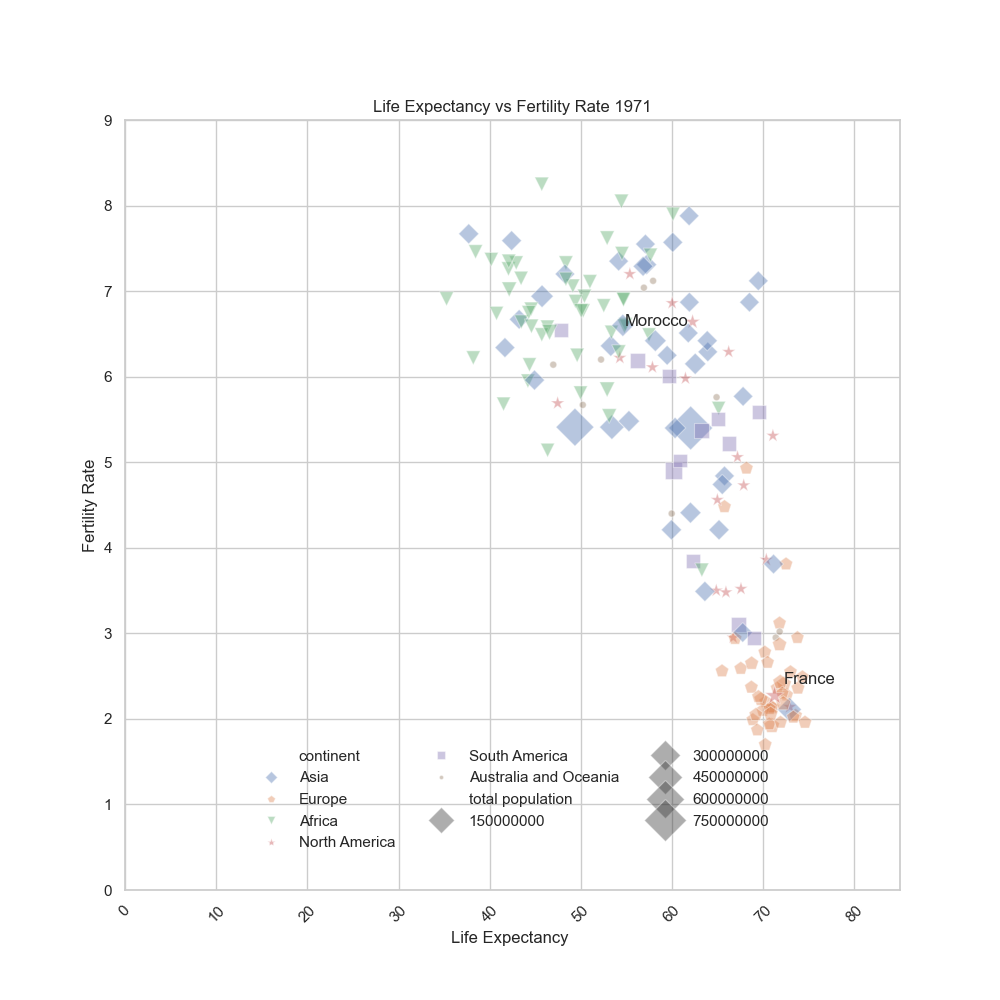 Life Expectancy vs Fertility Rate 1971
9
8
7
6
5
4
3
2
1
0
Fertility Rate
Morocco
France
continent
Asia
Europe
Africa
North America
South America
Australia and Oceania
total population
150000000
300000000
450000000
600000000
750000000
0 10 20 30 40 50 60 70 80
Life Expectancy